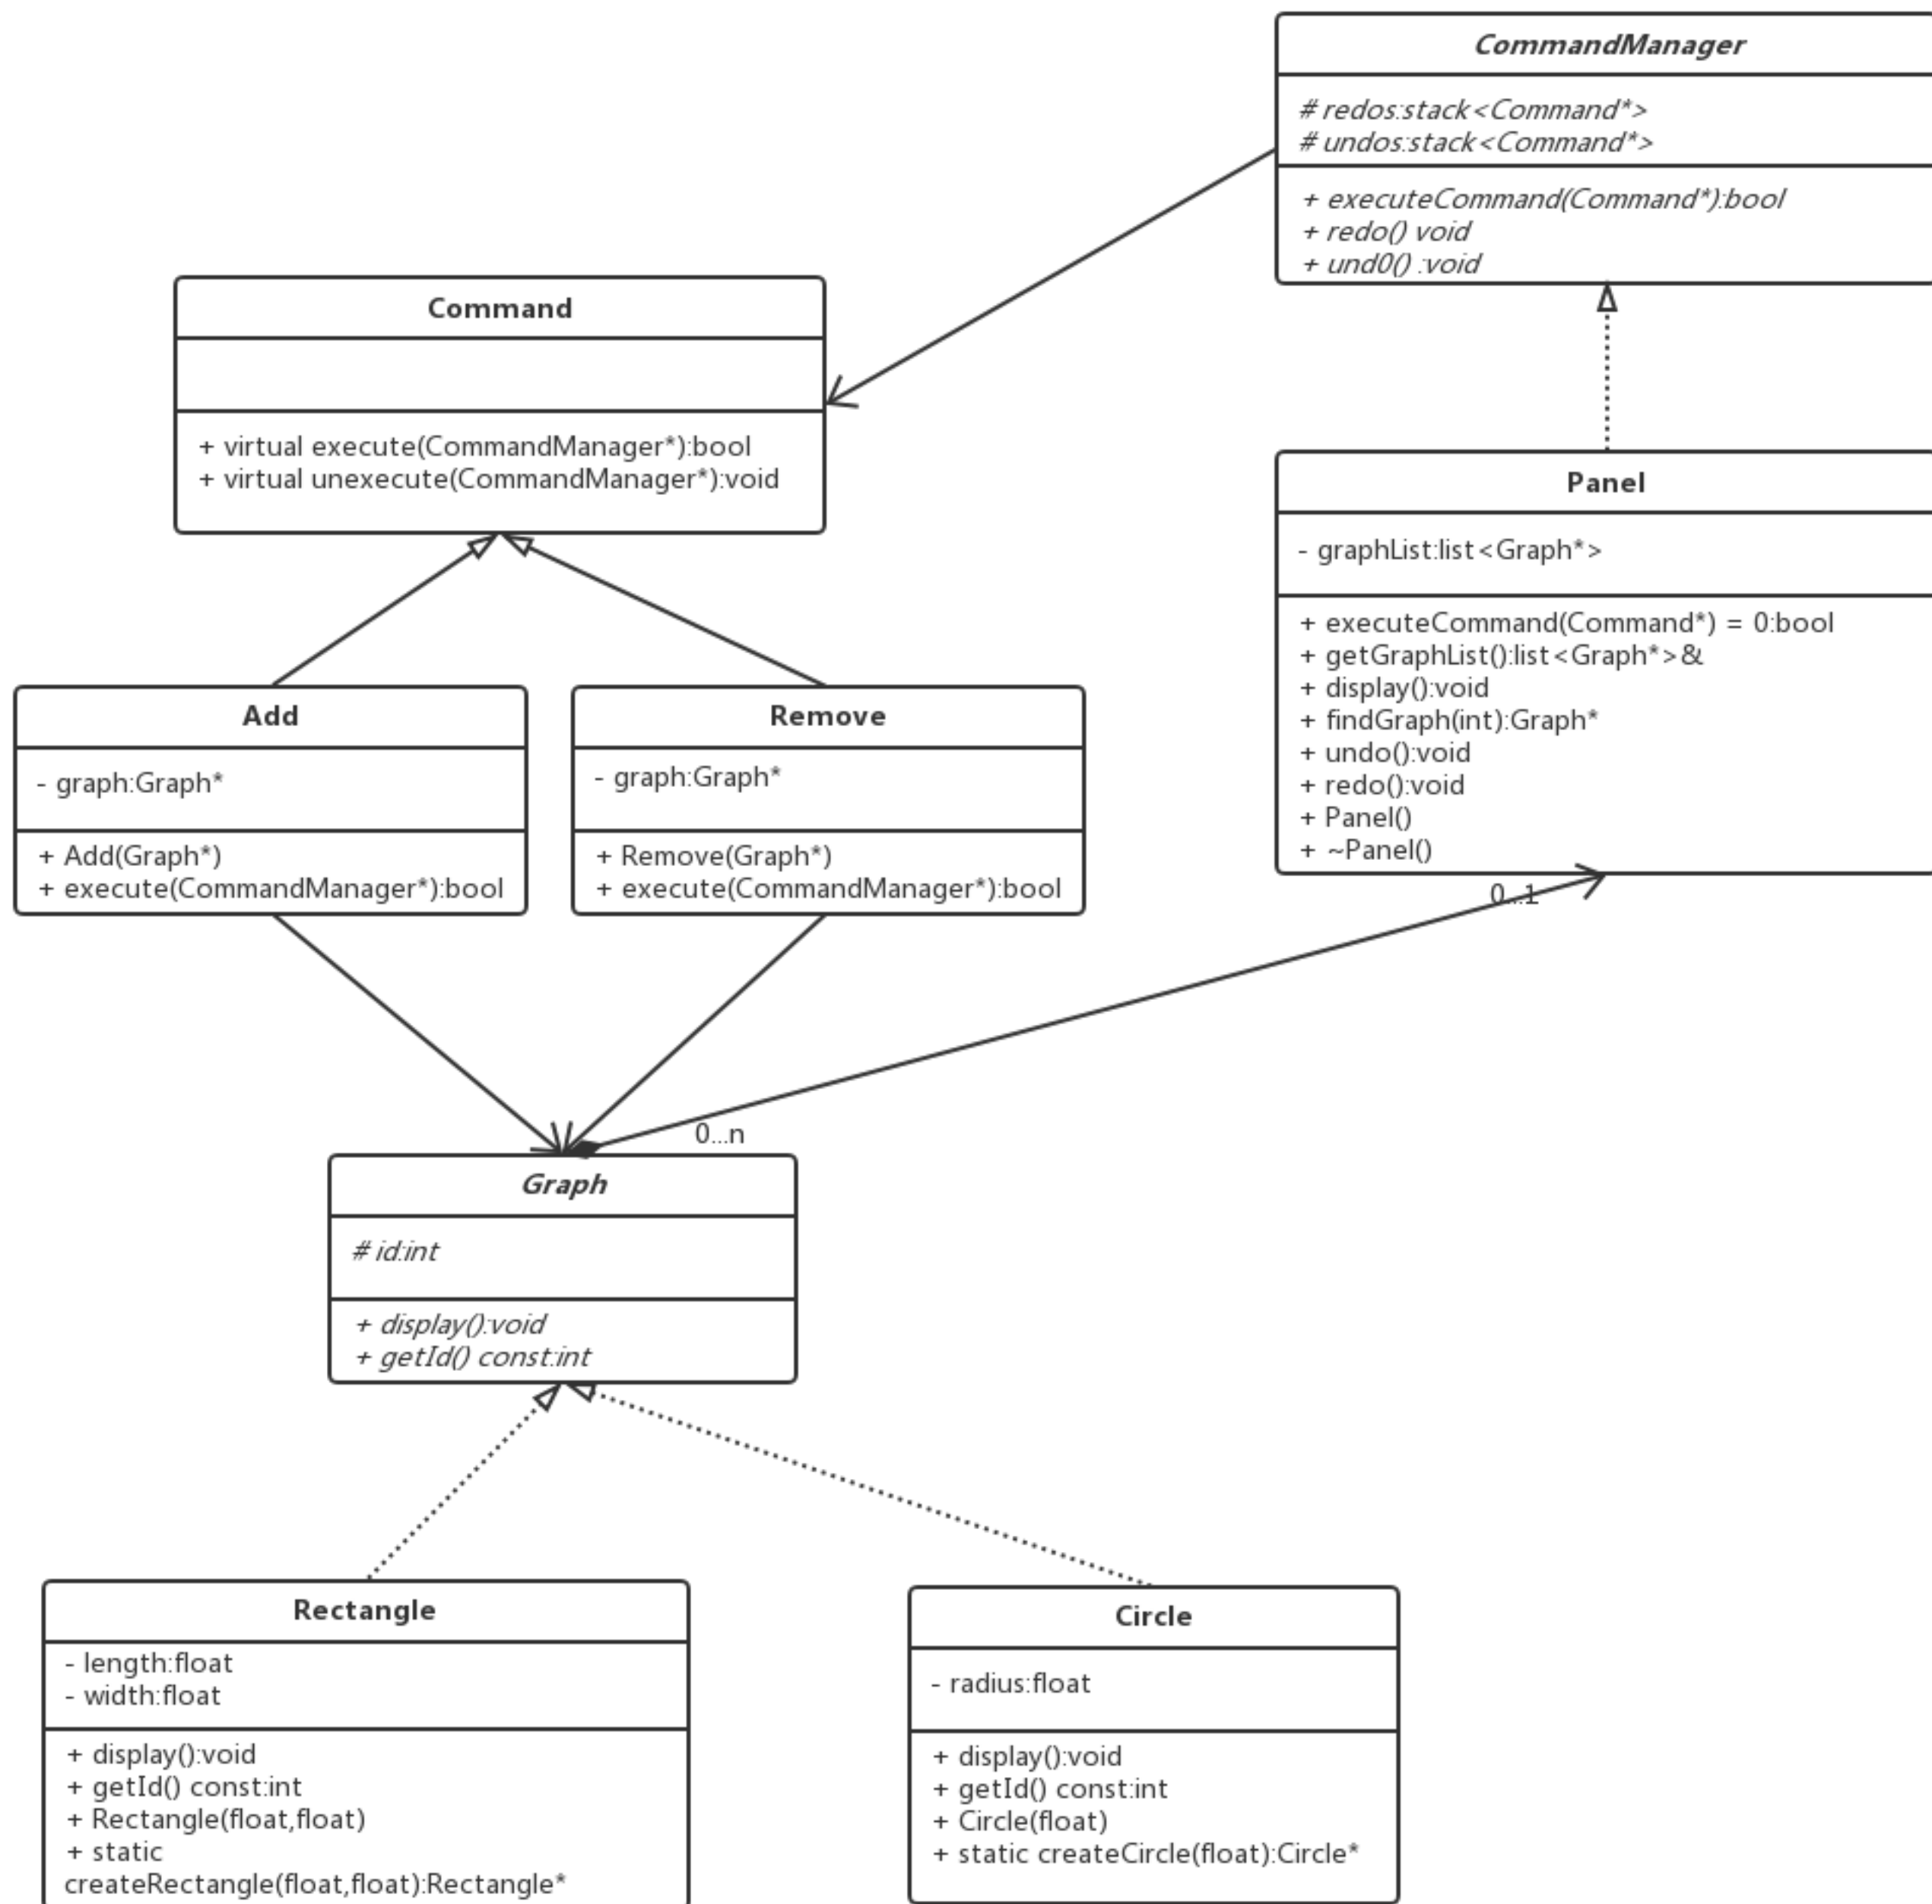 CommandManager
# redos:stack<Command*>
# undos:stack<Command*>
+ executeCommand(Command*):bool
+ redo() void
+ und0() :void
Command
+ virtual execute(CommandManager*):bool
+ virtual unexecute(CommandManager*):void
Panel
- graphList:list<Graph*>
+ executeCommand(Command*) = 0:bool
+ getGraphList():list<Graph*>&
+ display():void
+ findGraph(int):Graph*
+ undo():void
+ redo():void
+ Panel()
+ ~Panel()
Add
- graph:Graph*
+ Add(Graph*)
+ execute(CommandManager*):bool
Remove
- graph:Graph*
+ Remove(Graph*)
+ execute(CommandManager*):bool
0...1
0...n
Graph
# id:int
+ display():void
+ getId() const:int
Rectangle
- length:float
- width:float
+ display():void
+ getId() const:int
+ Rectangle(float,float)
+ static
createRectangle(float,float):Rectangle*
Circle
- radius:float
+ display():void
+ getId() const:int
+ Circle(float)
+ static createCircle(float):Circle*